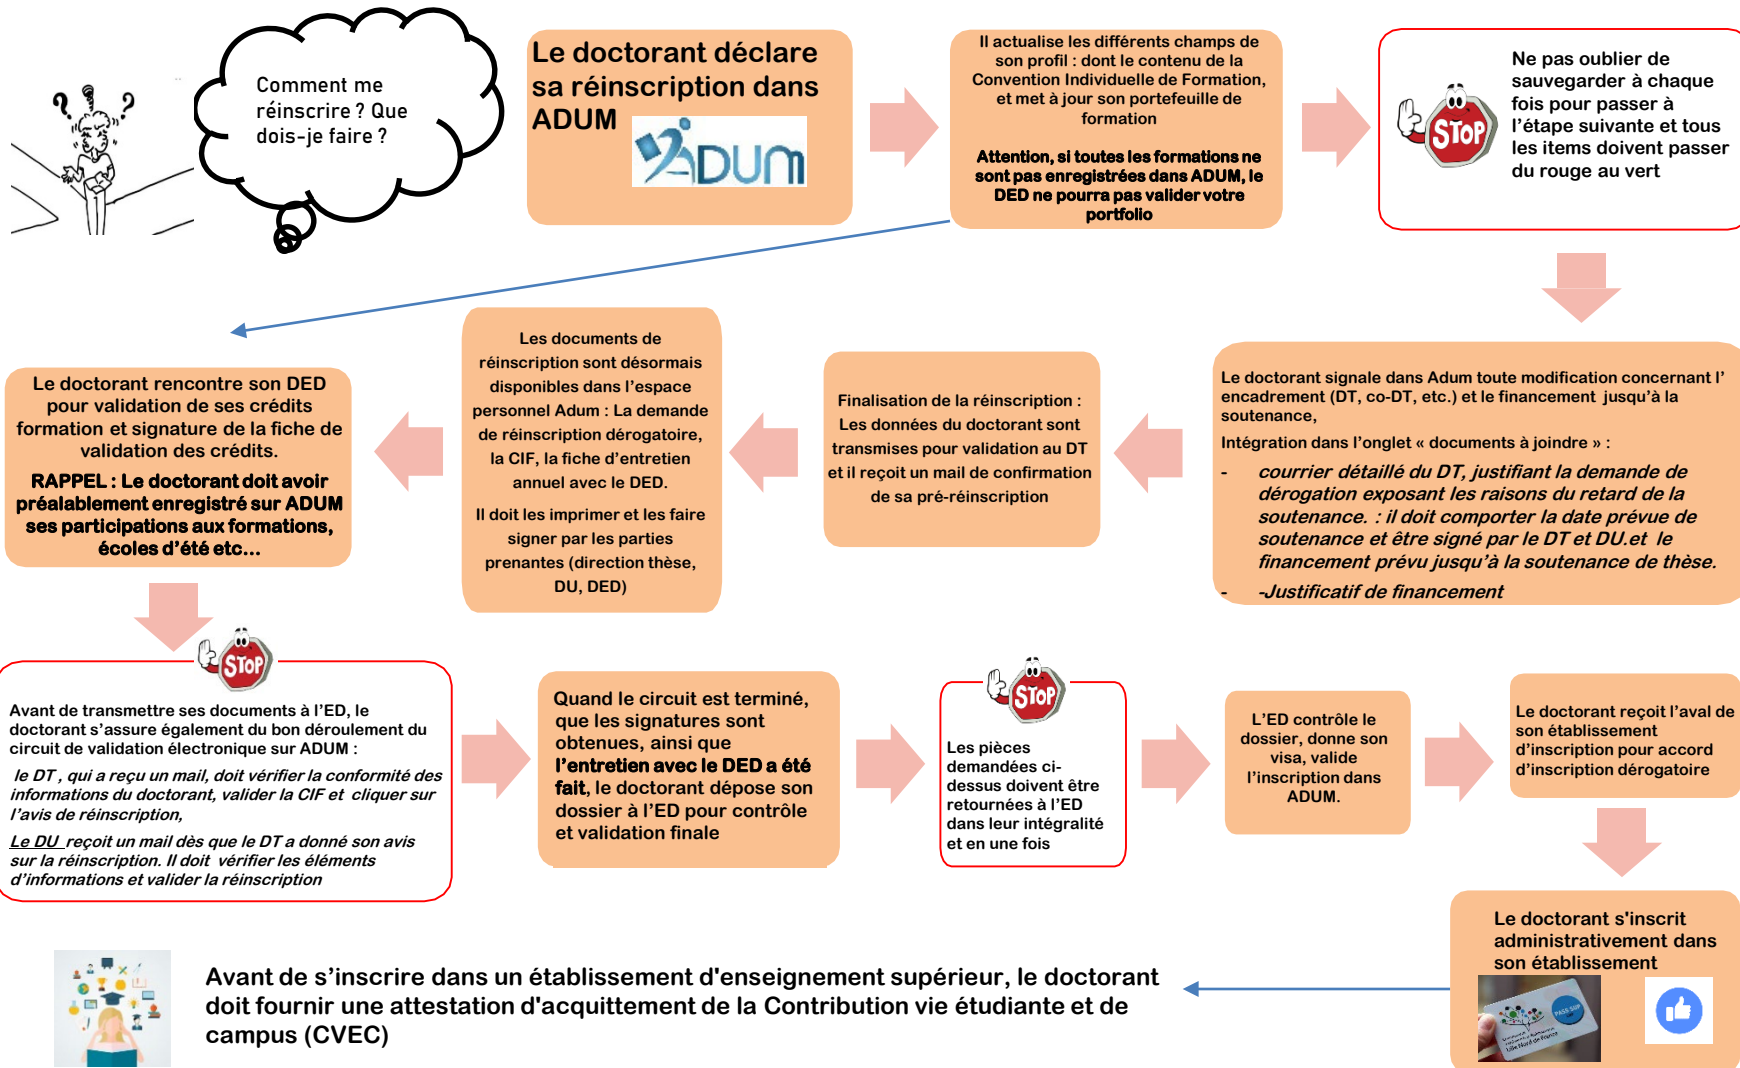 Comment me
réinscrire ? Que
dois-je faire ?
Le doctorant déclare
sa réinscription dans
ADUM
ADUM
Il actualise les différents champs de
son profil : dont le contenu de la
Convention Individuelle de Formation,
et met à jour son portefeuille de
formation
Attention, si toutes les formations ne
sont pas enregistrées dans ADUM, le
DED ne pourra pas valider votre
portfolio
STOP
Ne pas oublier de
sauvegarder à chaque
fois pour passer à
l’étape suivante et tous
les items doivent passer
du rouge au vert
Le doctorant signale dans Adum toute modification concernant l’
encadrement (DT, co-DT, etc.) et le financement jusqu’à la
soutenance,
Intégration dans l’onglet « documents à joindre » :
- courrier détaillé du DT, justifiant la demande de
dérogation exposant les raisons du retard de la
soutenance. : il doit comporter la date prévue de
soutenance et être signé par le DT et DU.et le
financement prévu jusqu’à la soutenance de thèse.
- -Justificatif de financement
Finalisation de la réinscription :
Les données du doctorant sont
transmises pour validation au DT
et il reçoit un mail de confirmation
de sa pré-réinscription
Les documents de
réinscription sont désormais
disponibles dans l’espace
personnel Adum : La demande
de réinscription dérogatoire,
la CIF, la fiche d’entretien
annuel avec le DED.
Il doit les imprimer et les faire
signer par les parties
prenantes (direction thèse,
DU, DED)
Le doctorant rencontre son DED
pour validation de ses crédits
formation et signature de la fiche de
validation des crédits.
RAPPEL : Le doctorant doit avoir
préalablement enregistré sur ADUM
ses participations aux formations,
écoles d’été etc...
STOP
Avant de transmettre ses documents à l’ED, le
doctorant s’assure également du bon déroulement du
circuit de validation électronique sur ADUM :
le DT , qui a reçu un mail, doit vérifier la conformité des
informations du doctorant, valider la CIF et cliquer sur
l’avis de réinscription,
Le DU reçoit un mail dès que le DT a donné son avis
sur la réinscription. Il doit vérifier les éléments
d’informations et valider la réinscription
Quand le circuit est terminé,
que les signatures sont
obtenues, ainsi que
l’entretien avec le DED a été
fait, le doctorant dépose son
dossier à l’ED pour contrôle
et validation finale
STOP
Les pièces
demandées ci-
dessus doivent être
retournées à l’ED
dans leur intégralité
et en une fois
L’ED contrôle le
dossier, donne son
visa, valide
l’inscription dans
ADUM.
Le doctorant reçoit l’aval de
son établissement
d’inscription pour accord
d’inscription dérogatoire
Le doctorant s'inscrit
administrativement dans
son établissement
PASS SUP
Lille Nord de France
Avant de s’inscrire dans un établissement d'enseignement supérieur, le doctorant
doit fournir une attestation d'acquittement de la Contribution vie étudiante et de
campus (CVEC)